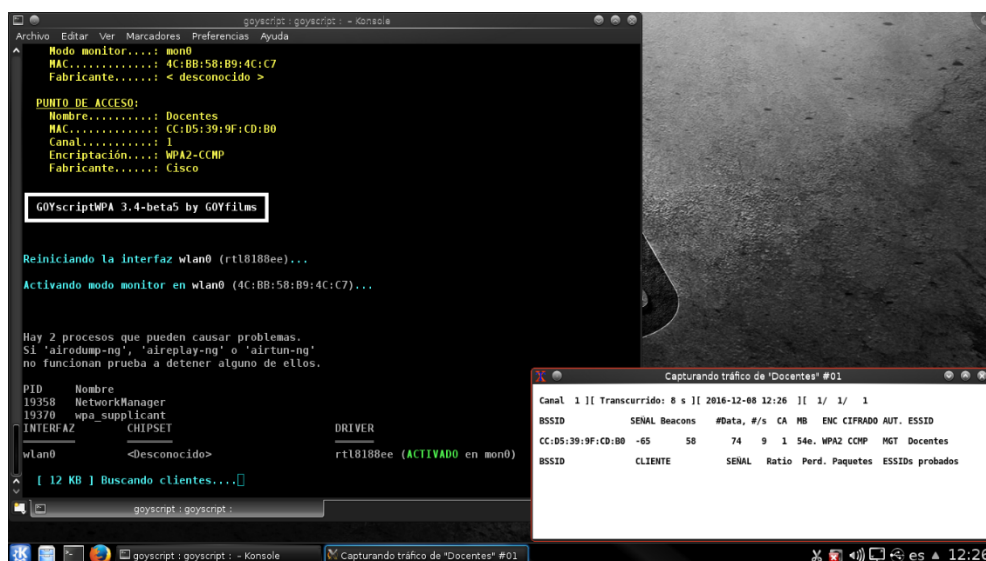 goyscript : goyscript : – Konsole
Archivo Editar Ver Marcadores Preferencias Ayuda
Modo monitor....: mon0
MAC.............: 4C:BB:58:B9:4C:C7
Fabricante......: < desconocido >
PUNTO DE ACCESO:
Nombre..........: Docentes
MAC.............: CC:D5:39:9F:CD:B0
Canal...........: 1
Encriptación....: WPA2-CCMP
Fabricante......: Cisco
GOYscriptWPA 3.4-beta5 by GOYfilms
Reiniciando la interfaz wlan0 (rtl8188ee)...
Activando modo monitor en wlan0 (4C:BB:58:B9:4C:C7)...
Hay 2 procesos que pueden causar problemas.
Si 'airodump-ng', 'aireplay-ng' o 'airtun-ng'
no funcionan prueba a detener alguno de ellos.
PID Nombre
19358 NetworkManager
19370 wpa_supplicant
INTERFAZ CHIPSET DRIVER
wlan0 <Desconocido> rtl8188ee (ACTIVADO en mon0)
[ 12 KB ] Buscando clientes....
goyscript : goyscript :
Capturando tráfico de "Docentes" #01
Canal 1 ][ Transcurrido: 8 s ][ 2016-12-08 12:26 ][ 1/ 1/ 1
BSSID SEÑAL Beacons #Data, #/s CA MB ENC CIFRADO AUT. ESSID
CC:D5:39:9F:CD:B0 -65 58 74 9 1 54e. WPA2 CCMP MGT Docentes
BSSID CLIENTE SEÑAL Ratio Perd. Paquetes ESSIDs probados
goyscript : goyscript : – Konsole
Capturando tráfico de "Docentes" #01
es
12:26